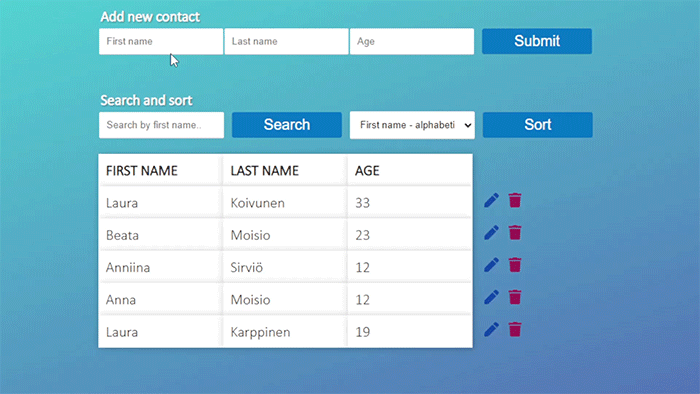 Add new contact
First name Last name Age Submit
Search and sort
Search by first name.. Search First name - alphabeti Sort
FIRST NAME LAST NAME AGE
Laura Koivunen 33
Beata Moisio 23
Anniina Sirviö 12
Anna Moisio 12
Laura Karppinen 19